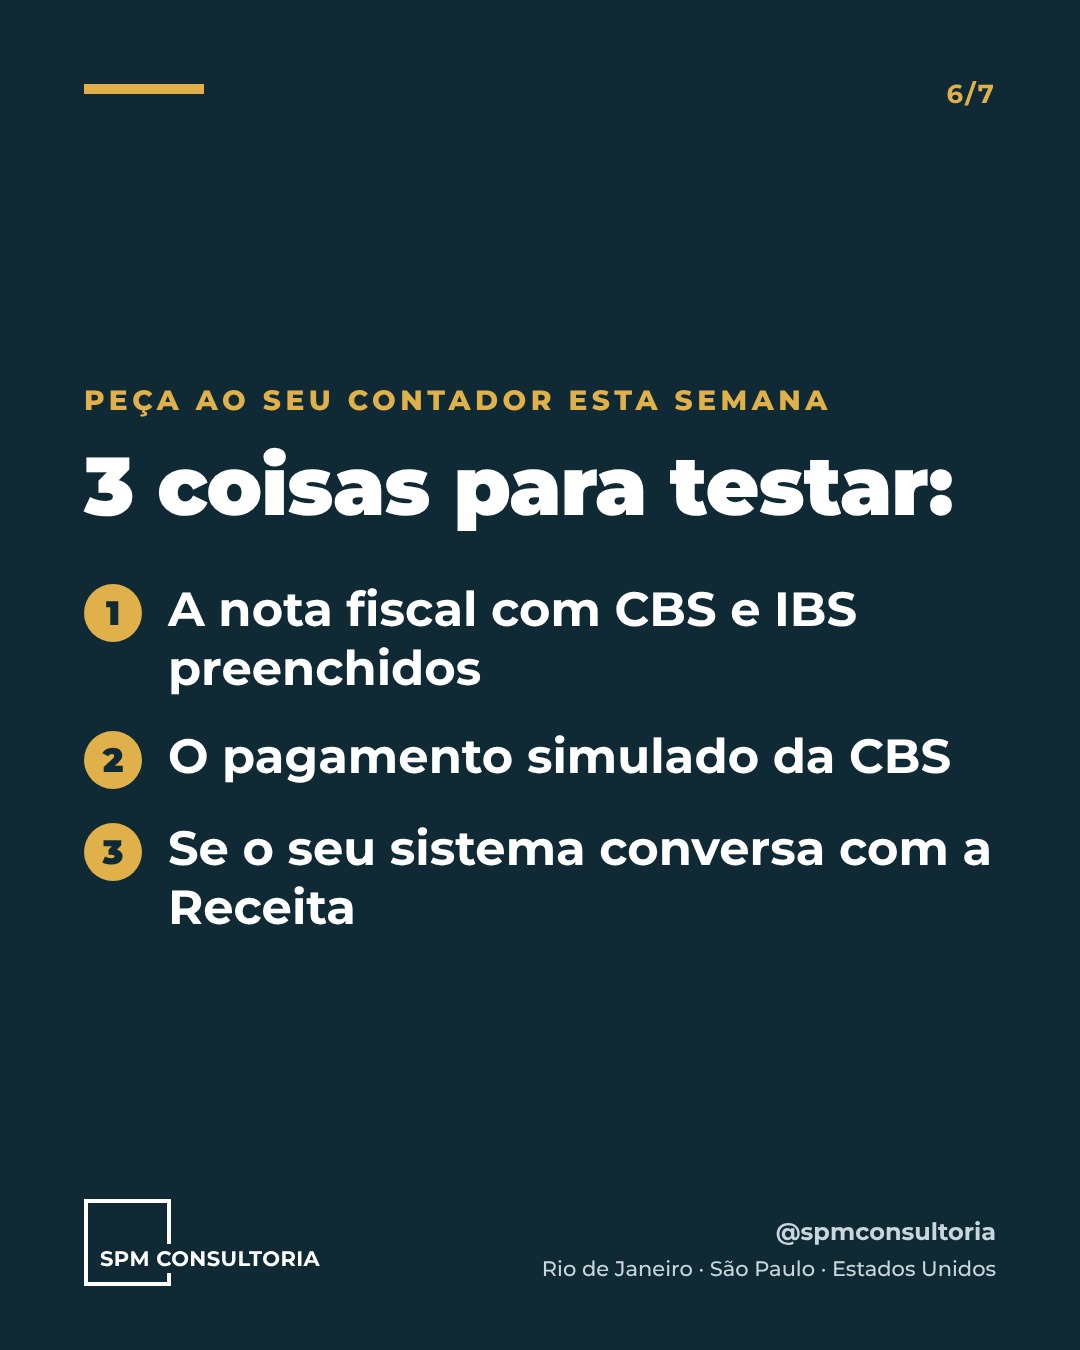 6/7
PEÇA AO SEU CONTADOR ESTA SEMANA
3 coisas para testar:
1 A nota fiscal com CBS e IBS
preenchidos
2 O pagamento simulado da CBS
3 Se o seu sistema conversa com a
Receita
SPM CONSULTORIA
@spmconsultoria
Rio de Janeiro · São Paulo · Estados Unidos